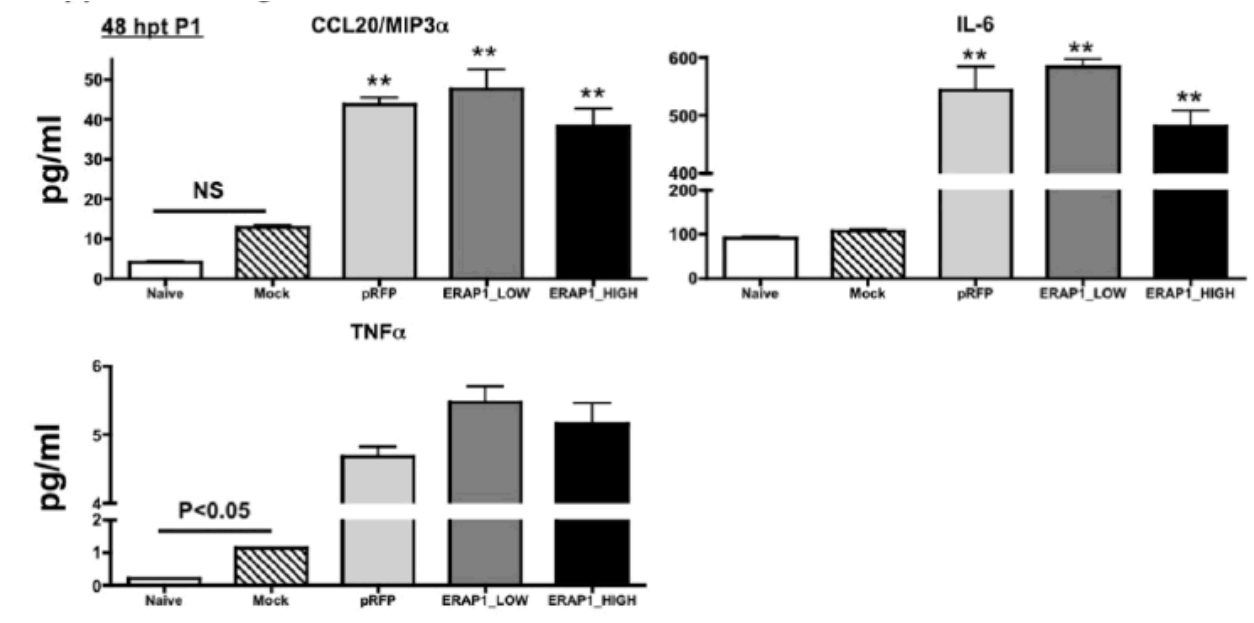 48 hpt P1
CCL20/MIP3α
pg/ml
50
40
30
20
10
0
NS
**
**
**
Naive Mock pRFP ERAP1_LOW ERAP1_HIGH
IL-6
600
500
400
200
100
0
**
**
**
Naive Mock pRFP ERAP1_LOW ERAP1_HIGH
TNFα
pg/ml
6
5
4
2
1
0
P<0.05
Naive Mock pRFP ERAP1_LOW ERAP1_HIGH